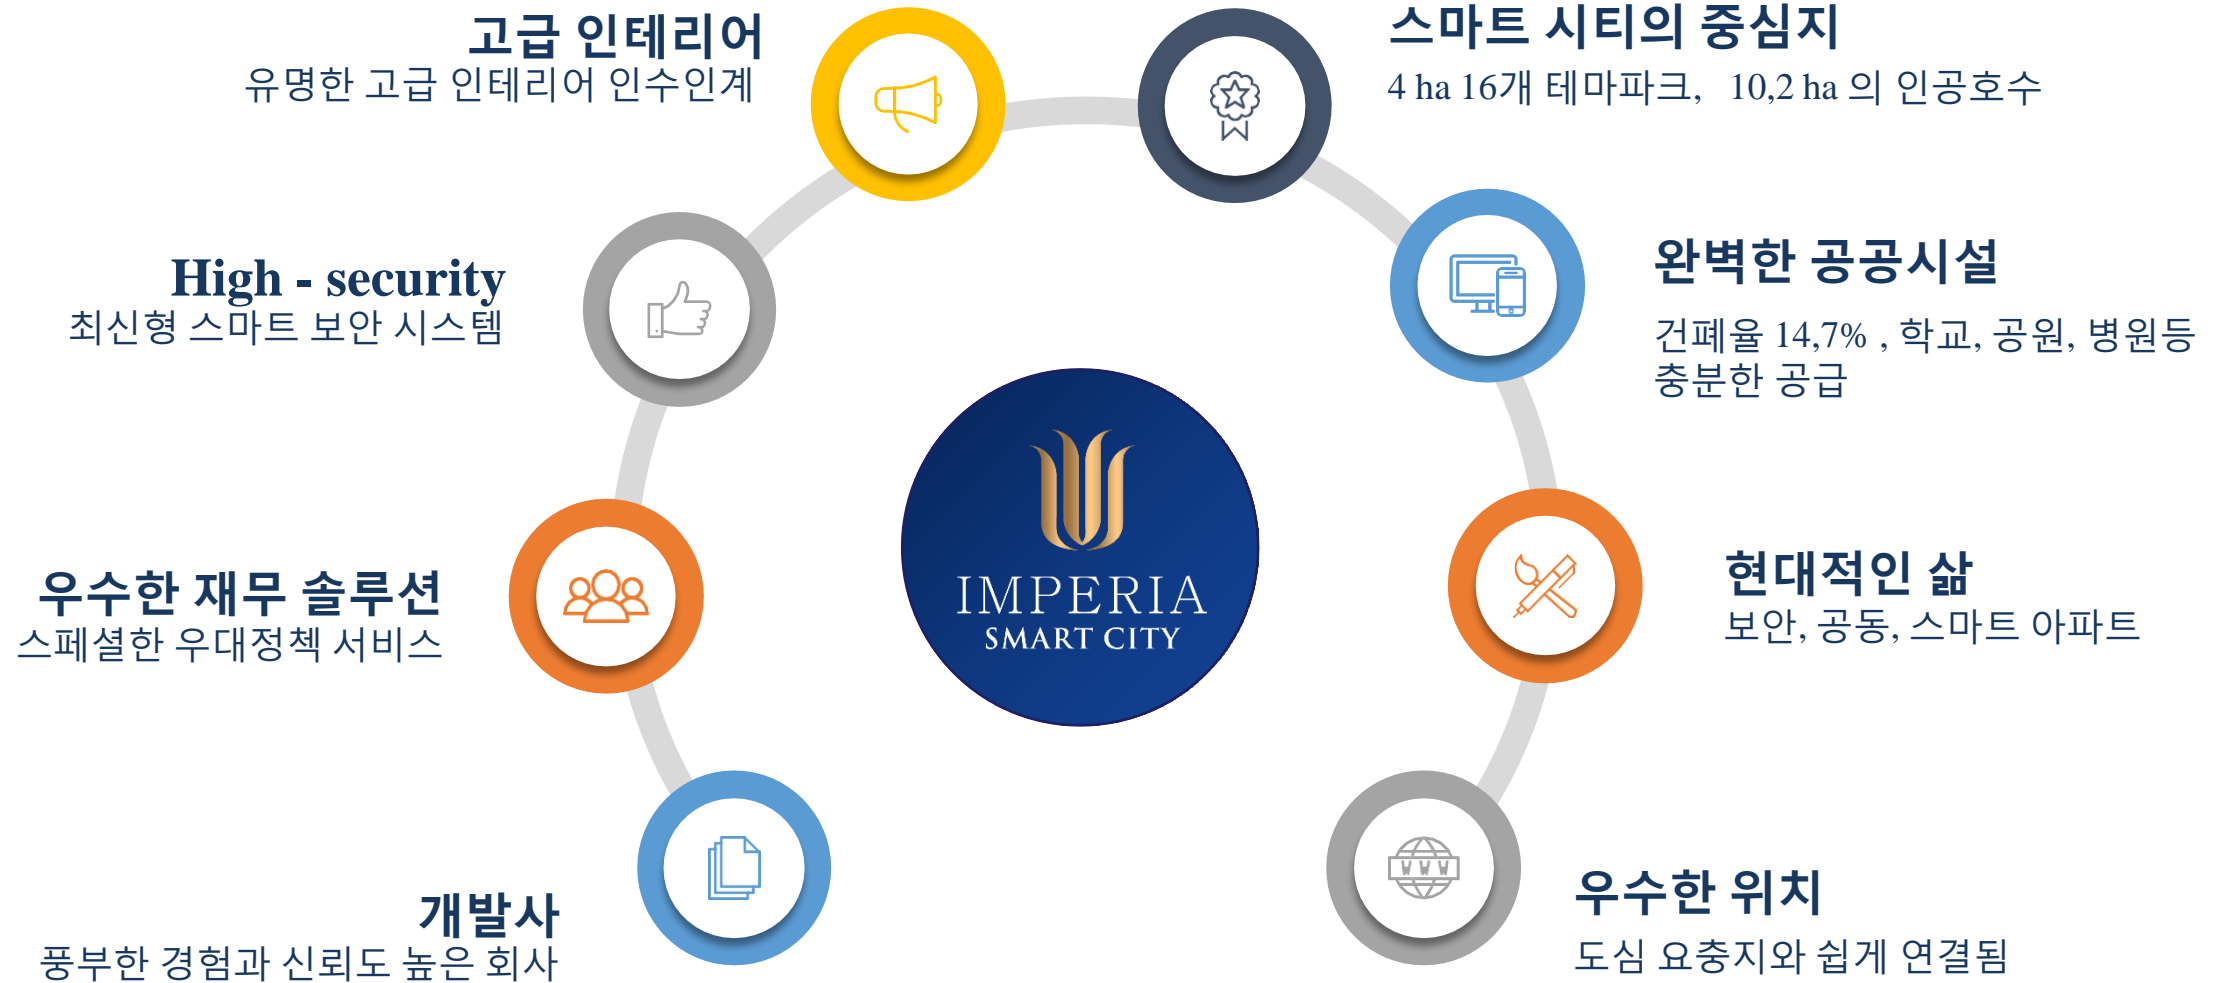 고급 인테리어
유명한 고급 인테리어 인수인계
스마트 시티의 중심지
4 ha 16개 테마파크, 10,2 ha 의 인공호수
High - security
최신형 스마트 보안 시스템
완벽한 공공시설
건폐율 14,7% , 학교, 공원, 병원등
충분한 공급
IMPERIA
SMART CITY
우수한 재무 솔루션
스페셜한 우대정첵 서비스
현대적인 삶
보안, 공동, 스마트 아파트
개발사
풍부한 경험과 신뢰도 높은 회사
우수한 위치
도심 요충지와 쉽게 연결됨
WWW